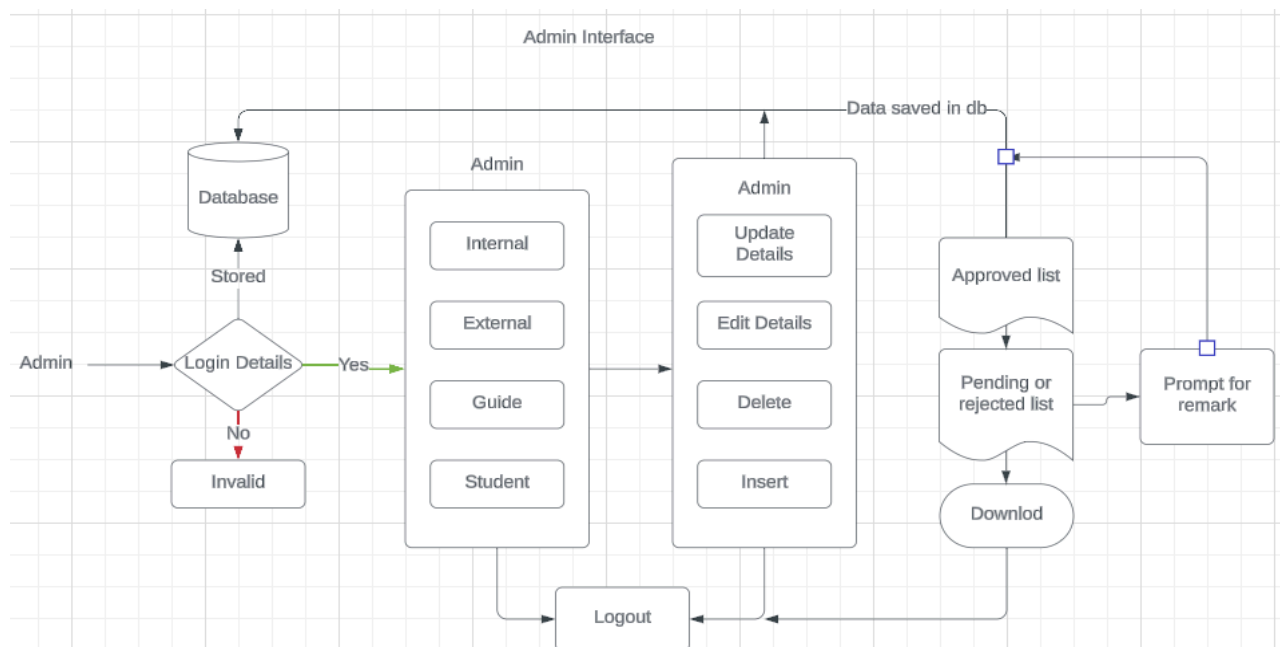 Admin Interface
Data saved in db
Database
Stored
Admin
Login Details
Yes
No
Invalid
Admin
Internal
External
Guide
Student
Admin
Update
Details
Edit Details
Delete
Insert
Approved list
Pending or
rejected list
Prompt for
remark
Downlod
Logout